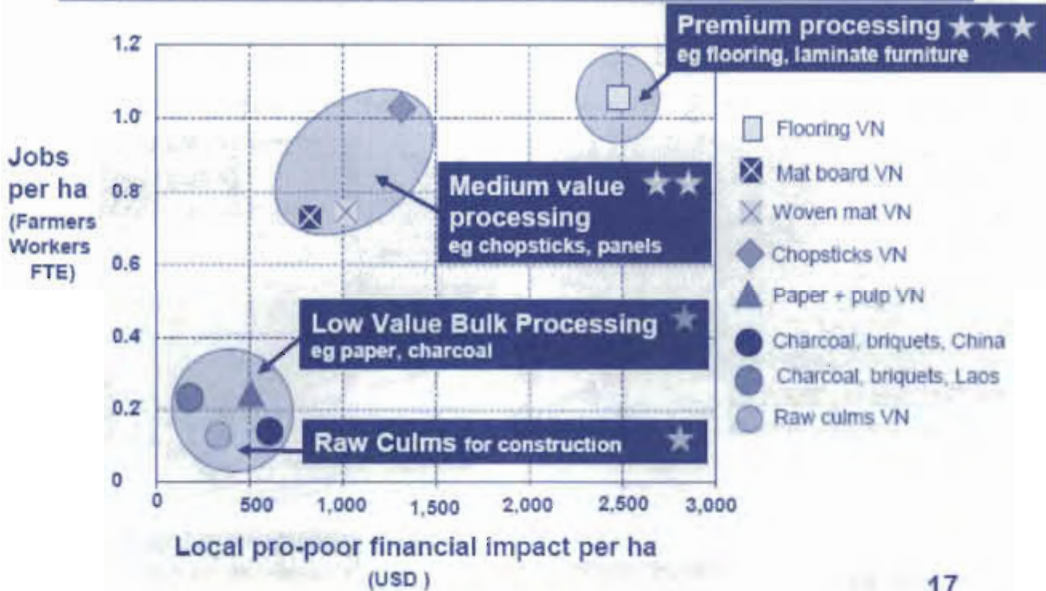 Premium processing
eg flooring, laminate furniture
1.2
1.0
0.8
0.6
0.4
0.2
0
Jobs
per ha
(Farmers
Workers
FTE)
Medium value
processing
eg chopsticks, panels
Low Value Bulk Processing
eg paper, charcoal
Raw Culms for construction
0 500 1,000 1,500 2,000 2,500 3,000
Local pro-poor financial impact per ha
(USD )
Flooring VN
Mat board VN
Woven mat VN
Chopsticks VN
Paper + pulp VN
Charcoal, briquets, China
Charcoal, briquets, Laos
Raw culms VN
17